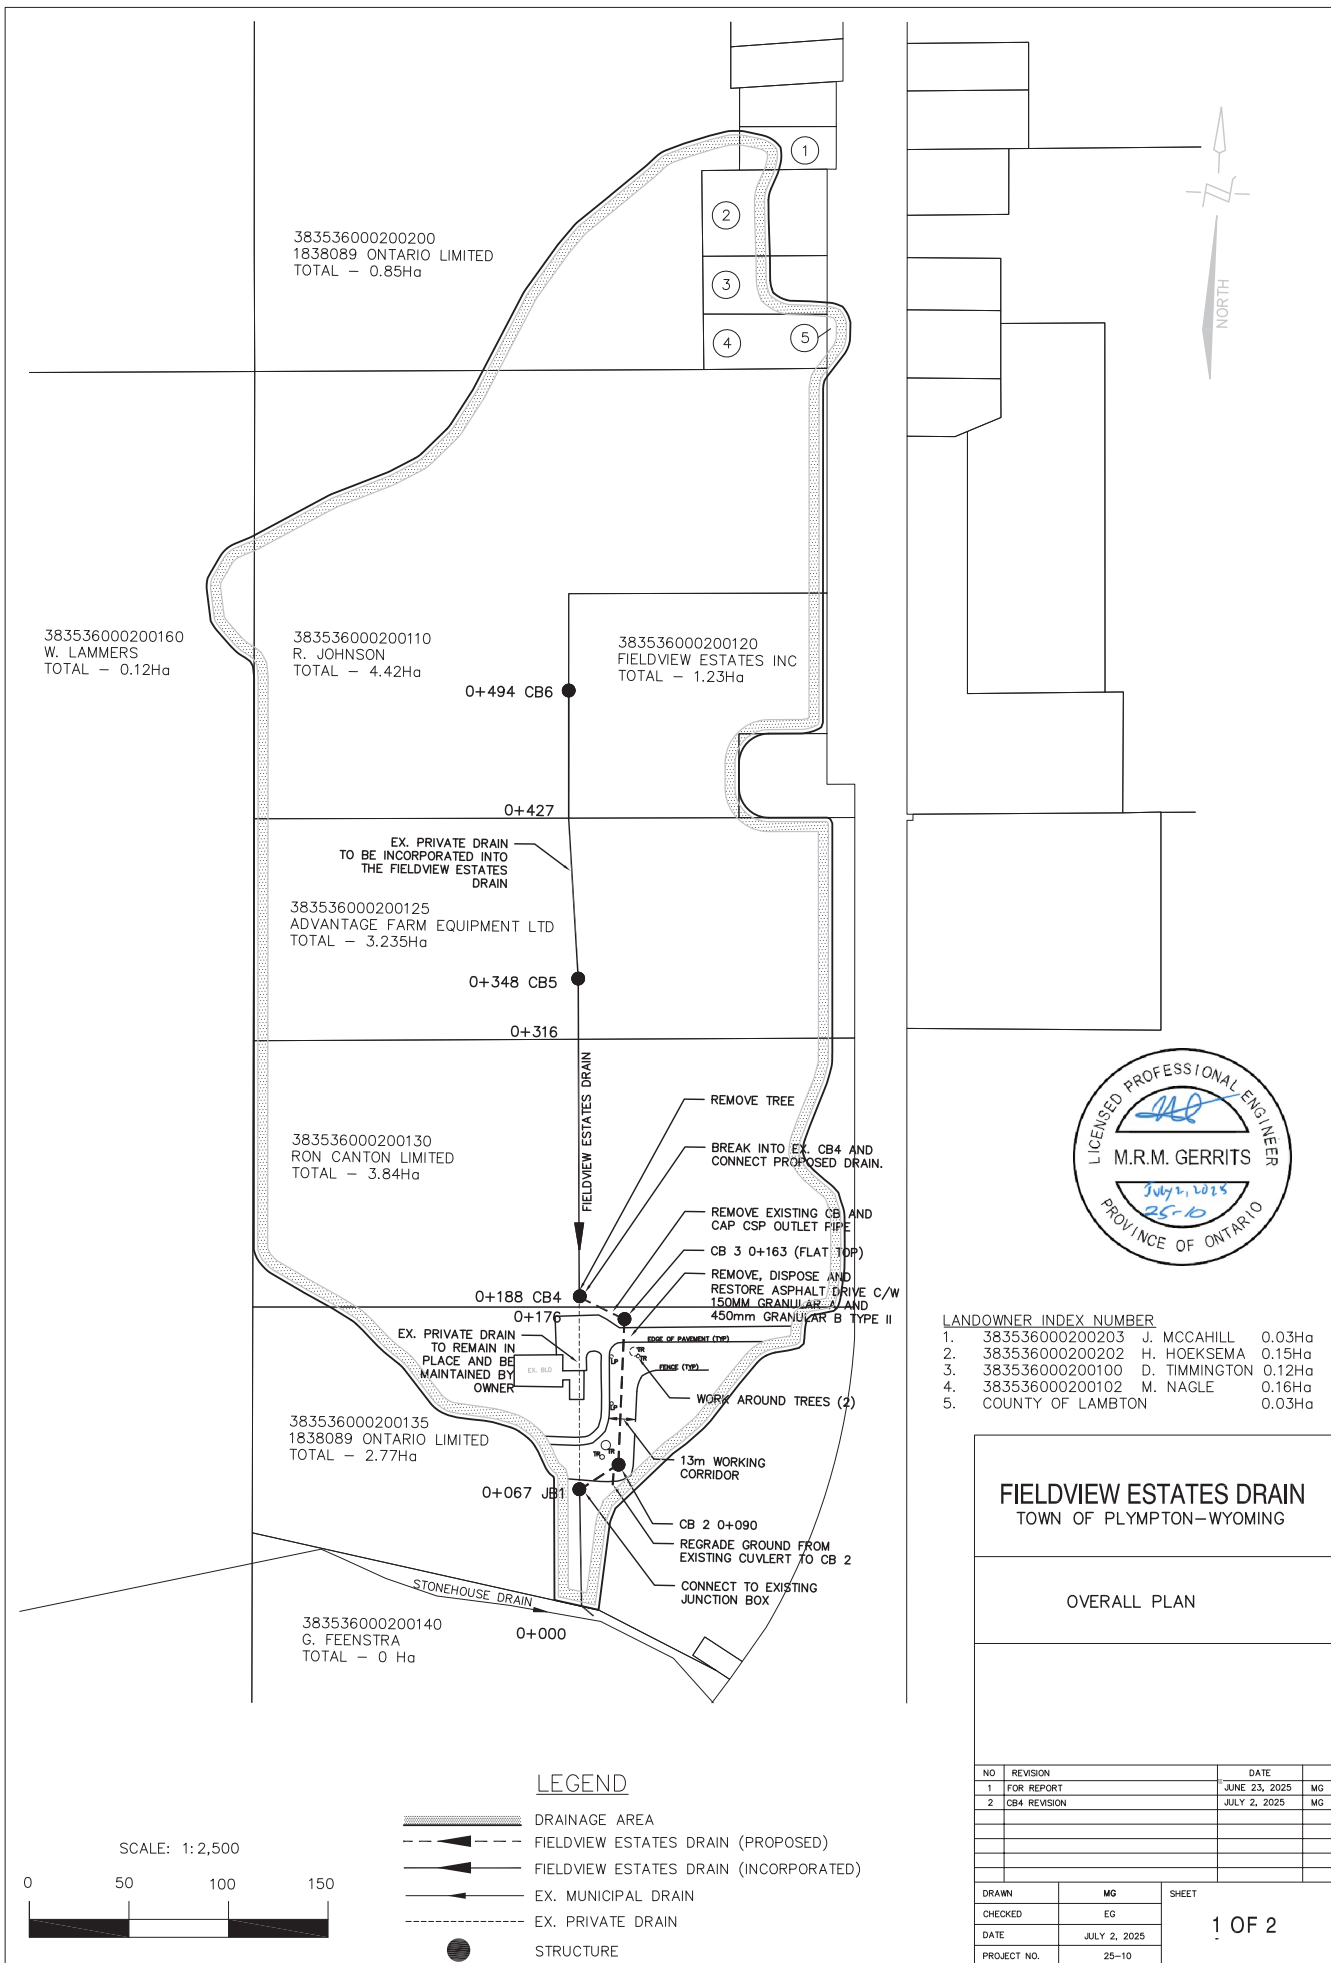 1
2
3
4
5
383536000200200
1838089 ONTARIO LIMITED
TOTAL – 0.85Ha
NORTH
383536000200160
W. LAMMERS
TOTAL – 0.12Ha
383536000200110
R. JOHNSON
TOTAL – 4.42Ha
383536000200120
FIELDVIEW ESTATES INC
TOTAL – 1.23Ha
0+494 CB6
0+427
EX. PRIVATE DRAIN
TO BE INCORPORATED INTO
THE FIELDVIEW ESTATES
DRAIN
383536000200125
ADVANTAGE FARM EQUIPMENT LTD
TOTAL – 3.235Ha
0+348 CB5
0+316
FIELDVIEW ESTATES DRAIN
REMOVE TREE
383536000200130
RON CANTON LIMITED
TOTAL – 3.84Ha
BREAK INTO EX. CB4 AND
CONNECT PROPOSED DRAIN.
REMOVE EXISTING CB AND
CAP CSP OUTLET PIPE
CB 3 0+163 (FLAT TOP)
REMOVE, DISPOSE AND
RESTORE ASPHALT DRIVE C/W
150MM GRANULAR A AND
450mm GRANULAR B TYPE II
0+188 CB4
0+176
EX. PRIVATE DRAIN
TO REMAIN IN
PLACE AND BE
MAINTAINED BY
OWNER
EX. BLD
EDGE OF PAVEMENT (TYP)
TR
TR
LP
FENCE (TYP)
WORK AROUND TREES (2)
LP
383536000200135
1838089 ONTARIO LIMITED
TOTAL – 2.77Ha
TR
TR
13m WORKING
CORRIDOR
0+067 JB1
CB 2 0+090
REGRADE GROUND FROM
EXISTING CUVLERT TO CB 2
CONNECT TO EXISTING
JUNCTION BOX
STONEHOUSE DRAIN
0+000
383536000200140
G. FEENSTRA
TOTAL – 0 Ha
LICENSED PROFESSIONAL ENGINEER
M.R.M. GERRITS
July 2, 2025
25-10
PROVINCE OF ONTARIO
LANDOWNER INDEX NUMBER
1. 383536000200203 J. MCCAHILL 0.03Ha
2. 383536000200202 H. HOEKSEMA 0.15Ha
3. 383536000200100 D. TIMMINGTON 0.12Ha
4. 383536000200102 M. NAGLE 0.16Ha
5. COUNTY OF LAMBTON 0.03Ha
FIELDVIEW ESTATES DRAIN
TOWN OF PLYMPTON–WYOMING
OVERALL PLAN
NO REVISION DATE
1 FOR REPORT JUNE 23, 2025 MG
2 CB4 REVISION JULY 2, 2025 MG
DRAWN MG SHEET
CHECKED EG
1 OF 2
DATE JULY 2, 2025
PROJECT NO. 25–10
LEGEND
DRAINAGE AREA
FIELDVIEW ESTATES DRAIN (PROPOSED)
FIELDVIEW ESTATES DRAIN (INCORPORATED)
EX. MUNICIPAL DRAIN
EX. PRIVATE DRAIN
STRUCTURE
SCALE: 1:2,500
0 50 100 150